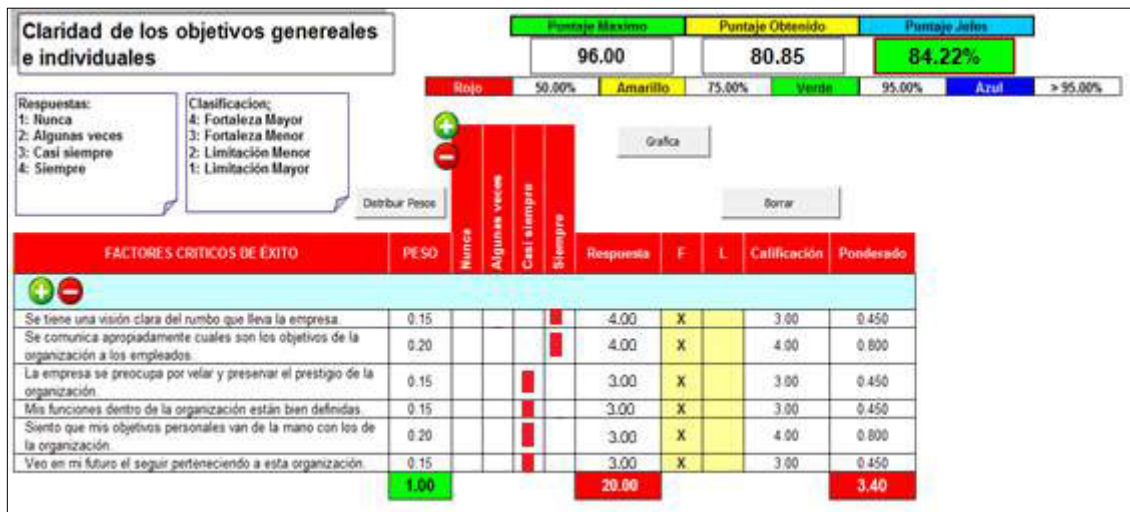 Claridad de los objetivos genereales
e individuales
Puntaje Maximo Puntaje Obtenido Puntaje Jefes
96.00 80.85 84.22%
Rojo 50.00% Amarillo 75.00% Verde 95.00% Azul > 95.00%
Respuestas:
1: Nunca
2: Algunas veces
3: Casi siempre
4: Siempre
Clasificacion;
4: Fortaleza Mayor
3: Fortaleza Menor
2: Limitación Menor
1: Limitación Mayor
Grafica
Distribuir Pesos
Borrar
FACTORES CRITICOS DE ÉXITO PESO Nunca Algunas veces Casi siempre Siempre Respuesta F L Calificación Ponderado
Se tiene una visión clara del rumbo que lleva la empresa. 0.15 4.00 X 3.00 0.450
Se comunica apropiadamente cuales son los objetivos de la
organización a los empleados. 0.20 4.00 X 4.00 0.800
La empresa se preocupa por velar y preservar el prestigio de la
organización. 0.15 3.00 X 3.00 0.450
Mis funciones dentro de la organización están bien definidas. 0.15 3.00 X 3.00 0.450
Siento que mis objetivos personales van de la mano con los de
la organización. 0.20 3.00 X 4.00 0.800
Veo en mi futuro el seguir perteneciendo a esta organización. 0.15 3.00 X 3.00 0.450
1.00 20.00 3.40